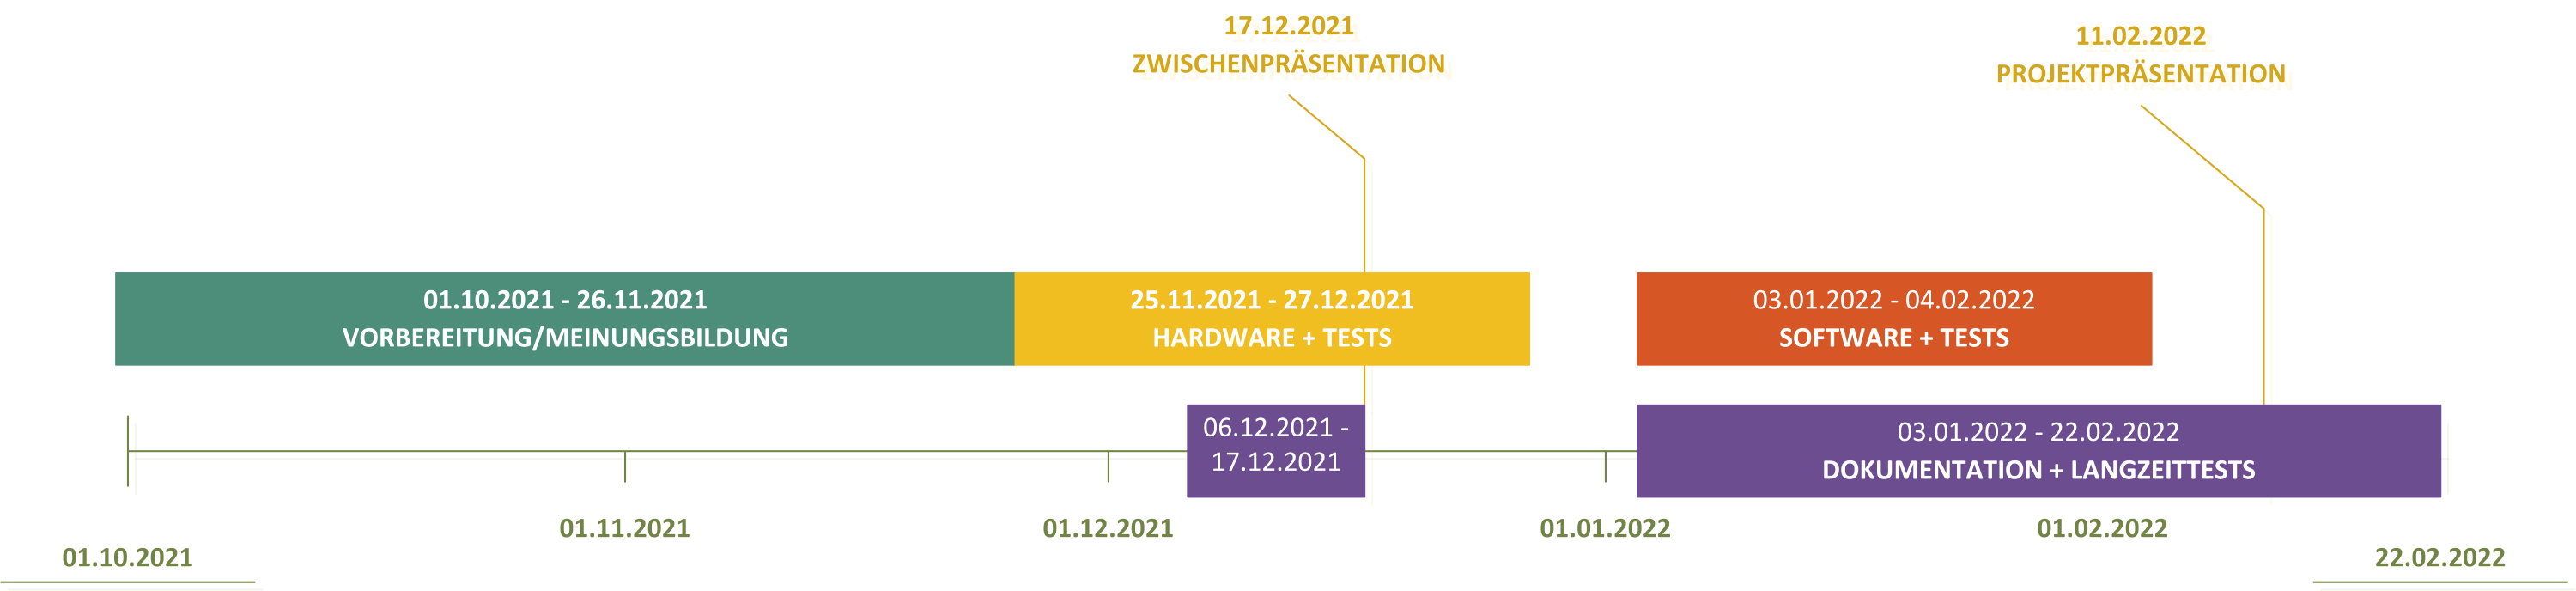 17.12.2021
ZWISCHENPRÄSENTATION
11.02.2022
PROJEKTPRÄSENTATION
01.10.2021 - 26.11.2021
VORBEREITUNG/MEINUNGSBILDUNG
25.11.2021 - 27.12.2021
HARDWARE + TESTS
03.01.2022 - 04.02.2022
SOFTWARE + TESTS
06.12.2021 -
17.12.2021
03.01.2022 - 22.02.2022
DOKUMENTATION + LANGZEITTESTS
01.10.2021
01.11.2021
01.12.2021
01.01.2022
01.02.2022
22.02.2022